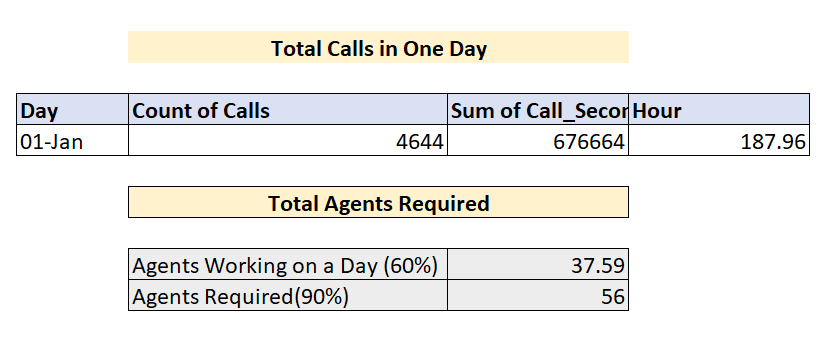 Total Calls in One Day
Day Count of Calls Sum of Call_Secor Hour
01-Jan 4644 676664 187.96
Total Agents Required
Agents Working on a Day (60%) 37.59
Agents Required(90%) 56